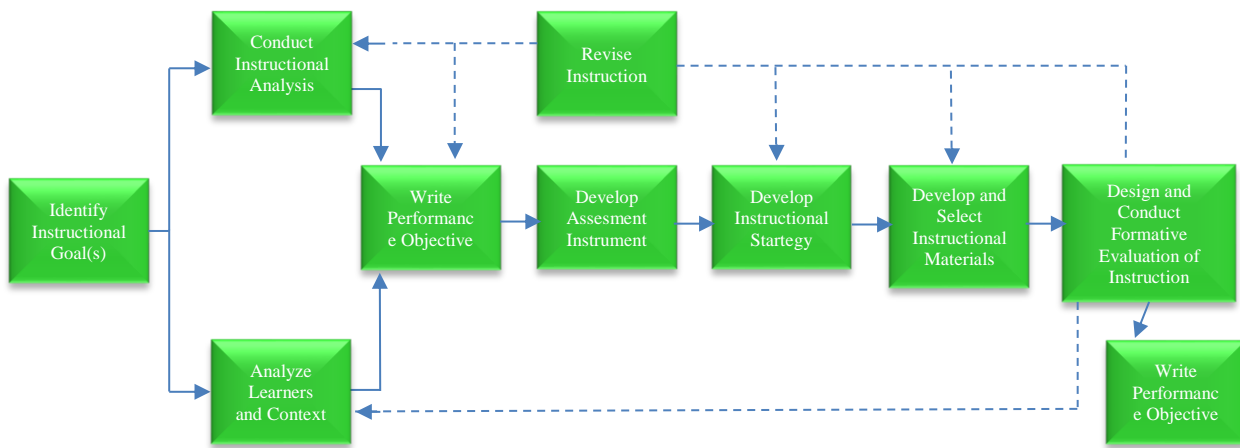 Conduct
Instructional
Analysis
Revise
Instruction
Identify
Instructional
Goal(s)
Write
Performanc
e Objective
Develop
Assesment
Instrument
Develop
Instructional
Startegy
Develop and
Select
Instructional
Materials
Design and
Conduct
Formative
Evaluation of
Instruction
Analyze
Learners
and Context
Write
Performanc
e Objective